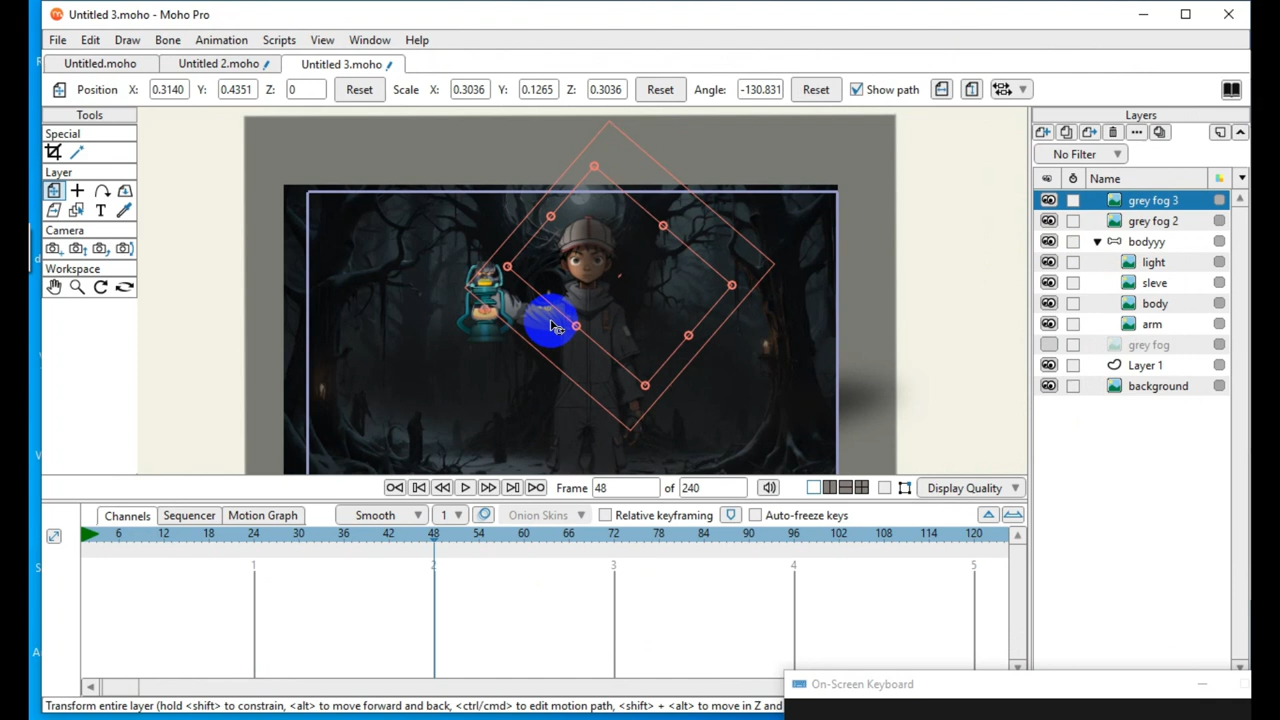 Untitled 3.moho - Moho Pro
File Edit Draw Bone Animation Scripts View Window Help
Untitled.moho Untitled 2.moho Untitled 3.moho
Position X: 0.3140 Y: 0.4351 Z: 0 Reset Scale X: 0.3036 Y: 0.1265 Z: 0.3036 Reset Angle: -130.831 Reset Show path
Tools
Special
Layer
T
Camera
Workspace
Layers
No Filter
Name
grey fog 3
grey fog 2
bodyyy
light
sleve
body
arm
grey fog
Layer 1
background
Frame 48 of 240 Display Quality
Channels Sequencer Motion Graph Smooth 1 Onion Skins Relative keyframing Auto-freeze keys
6 12 18 24 30 36 42 48 54 60 66 72 78 84 90 96 102 108 114 120
1 2 3 4 5
Transform entire layer (hold <shift> to constrain, <alt> to move forward and back, <ctrl/cmd> to edit motion path, <shift> + <alt> to move in Z and
On-Screen Keyboard